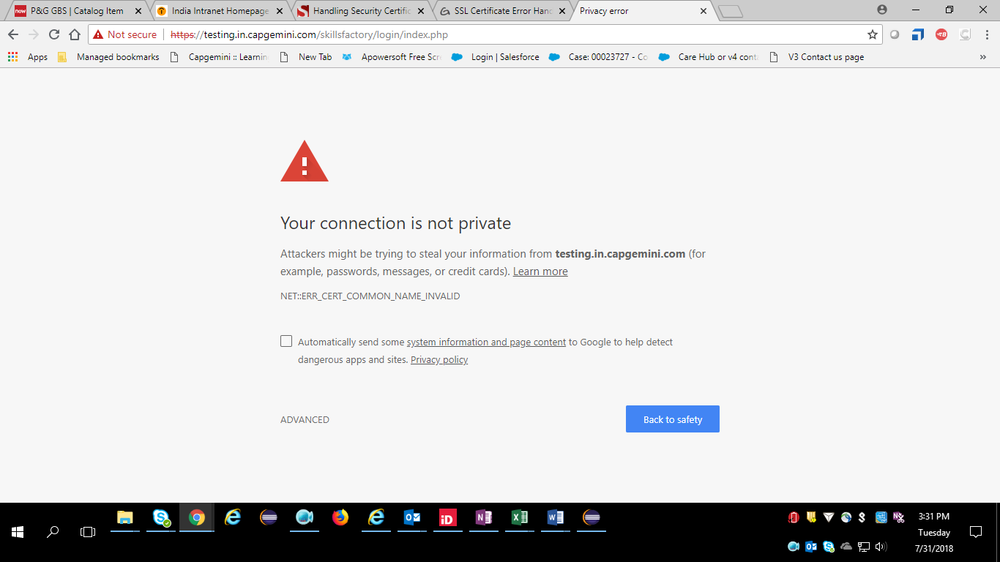 now P&G GBS | Catalog Item
India Intranet Homepage
Handling Security Certific
SSL Certificate Error Hand
Privacy error
Not secure | https://testing.in.capgemini.com/skillsfactory/login/index.php
Apps
Managed bookmarks
Capgemini :: Learnin
New Tab
Apowersoft Free Scre
Login | Salesforce
Case: 00023727 - Co
Care Hub or v4 conta
V3 Contact us page
»
Your connection is not private
Attackers might be trying to steal your information from testing.in.capgemini.com (for
example, passwords, messages, or credit cards). Learn more
NET::ERR_CERT_COMMON_NAME_INVALID
Automatically send some system information and page content to Google to help detect
dangerous apps and sites. Privacy policy
ADVANCED
Back to safety
3:31 PM
Tuesday
7/31/2018